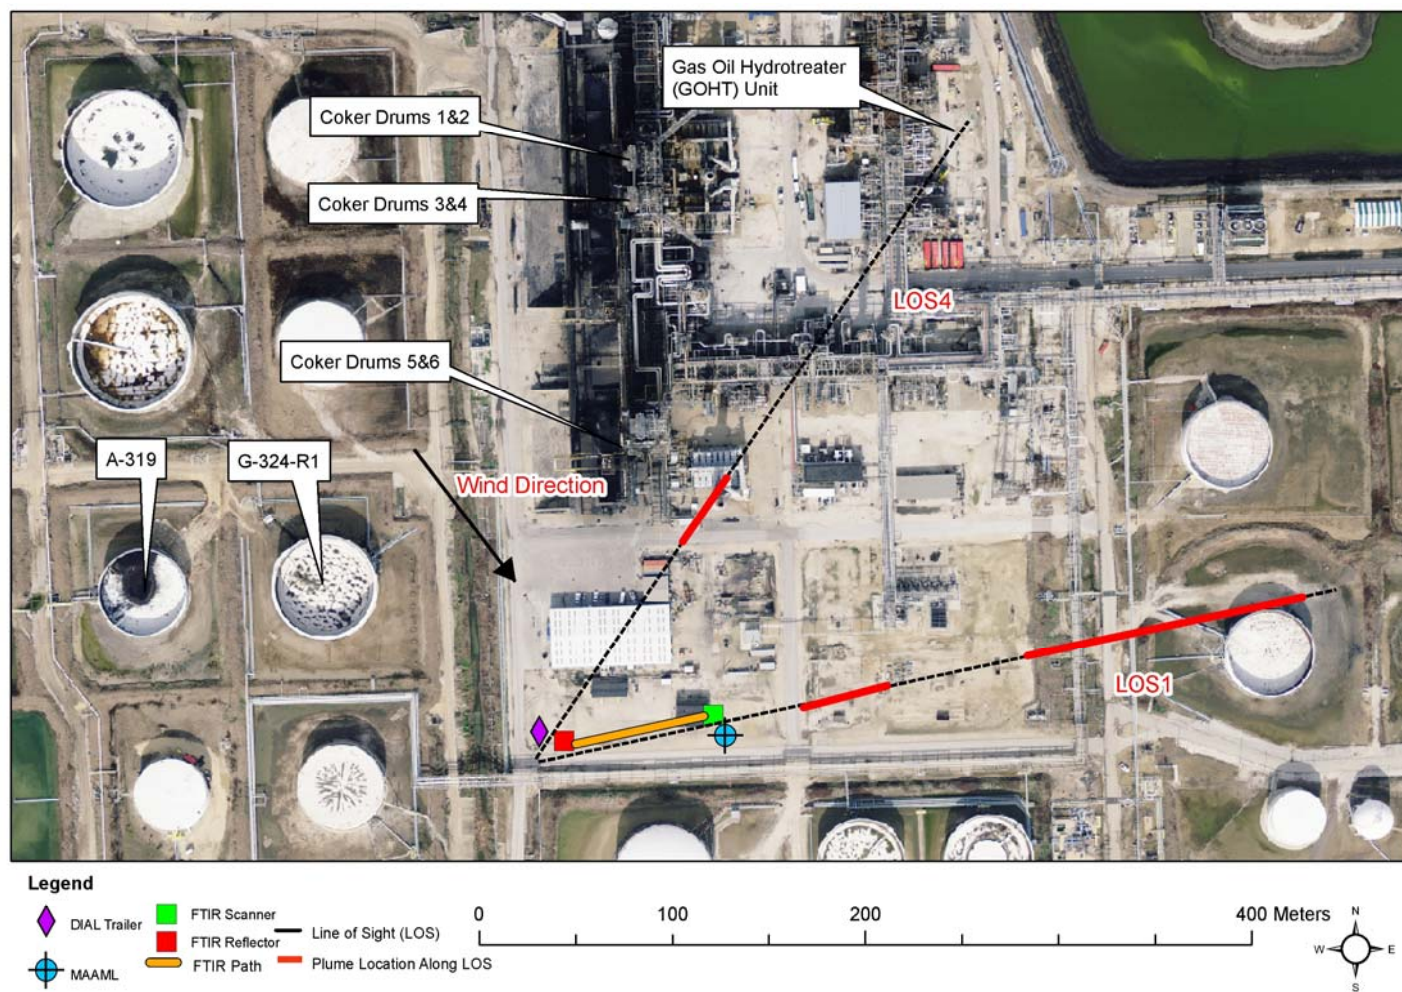 Gas Oil Hydrotreater
(GOHT) Unit
Coker Drums 1&2
Coker Drums 3&4
LOS4
Coker Drums 5&6
A-319
G-324-R1
Wind Direction
LOS1
Legend
DIAL Trailer
MAAML
FTIR Scanner
FTIR Reflector
FTIR Path
Line of Sight (LOS)
Plume Location Along LOS
0 100 200 400 Meters
N
W E
S